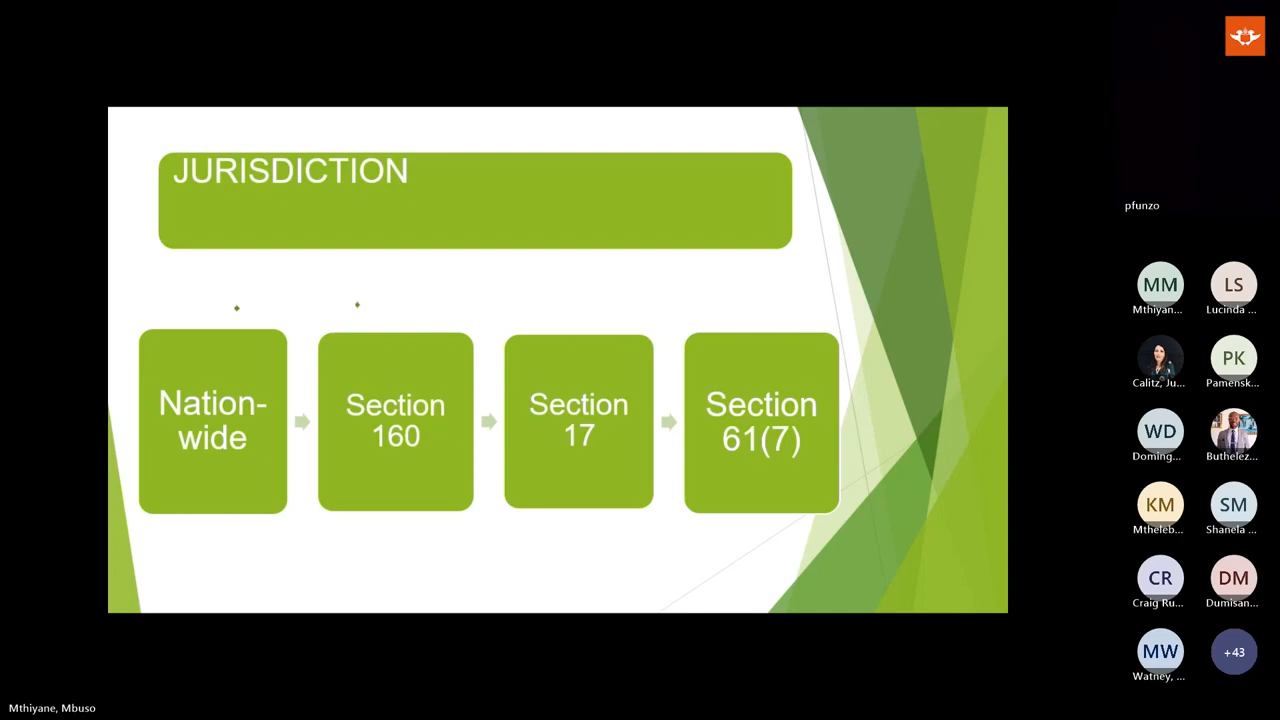 JURISDICTION
Nation-
wide
Section
160
Section
17
Section
61(7)
pfunzo
MM
LS
Mthiyan...
Lucinda ...
PK
Calitz, Ju...
Pamensk...
WD
Doming...
Buthelez...
KM
SM
Mtheleb...
Shanela ...
CR
DM
Craig Ru...
Dumisan...
MW
+43
Watney, ...
Mthiyane, Mbuso